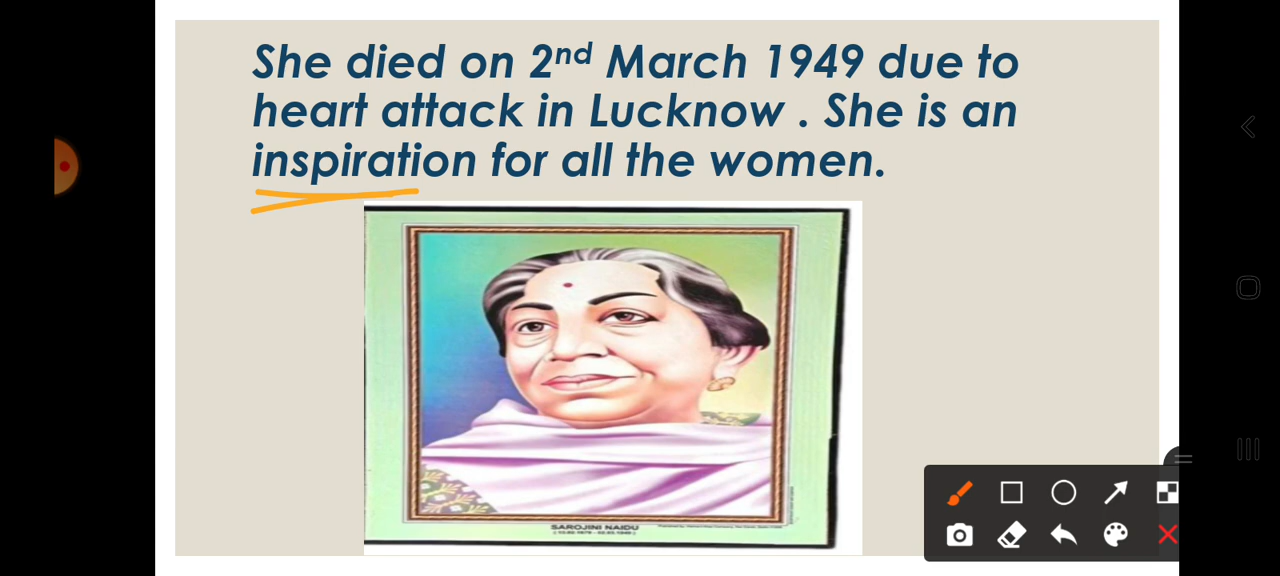 She died on 2nd March 1949 due to
heart attack in Lucknow . She is an
inspiration for all the women.
SAROJINI NAIDU